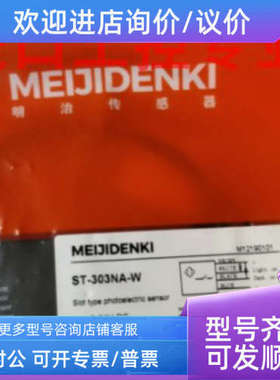 欢迎进店询价/议价
MEIJIDENKI
明治传感器
MEIJIDENKI
M12190101
ST-303NA-W
Slot type photoelectric sensor
更多型号咨询店铺客服
对公 可开专票/普票
型号齐
可发顺